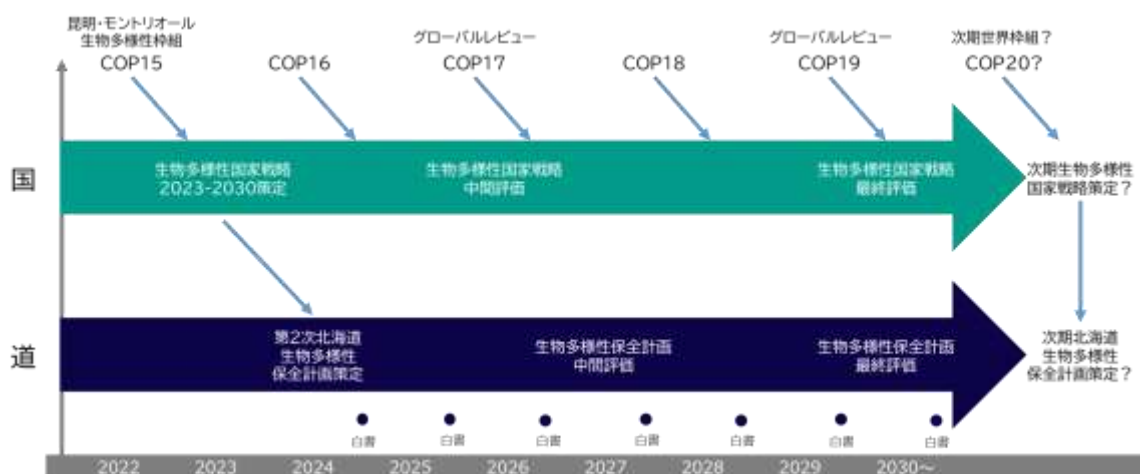 昆明・モントリオール
生物多様性枠組
COP15
COP16
グローバルレビュー
COP17
COP18
グローバルレビュー
COP19
次期世界枠組？
COP20?
国
生物多様性国家戦略
2023-2030策定
生物多様性国家戦略
中間評価
生物多様性国家戦略
最終評価
次期生物多様性
国家戦略策定？
道
第2次北海道
生物多様性
保全計画策定
生物多様性保全計画
中間評価
生物多様性保全計画
最終評価
次期北海道
生物多様性
保全計画策定？
白書
白書
白書
白書
白書
白書
白書
2022
2023
2024
2025
2026
2027
2028
2029
2030～